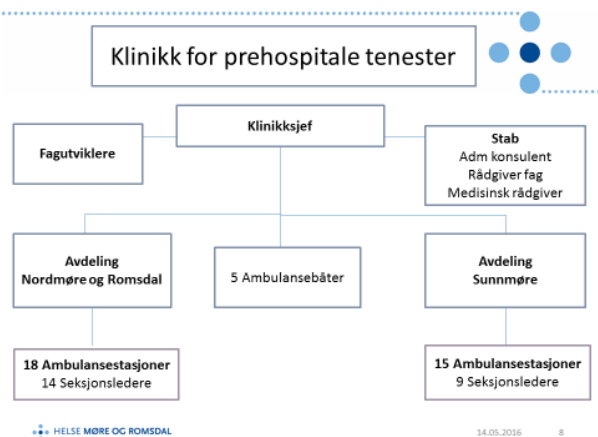 Klinikk for prehospitale tenester
Klinikksjef
Fagutviklere
Stab
Adm konsulent
Rådgiver fag
Medisinsk rådgiver
Avdeling
Nordmøre og Romsdal
5 Ambulansebåter
Avdeling
Sunnmøre
18 Ambulansestasjoner
14 Seksjonsledere
15 Ambulansestasjoner
9 Seksjonsledere
HELSE MØRE OG ROMSDAL
14.05.2016
8